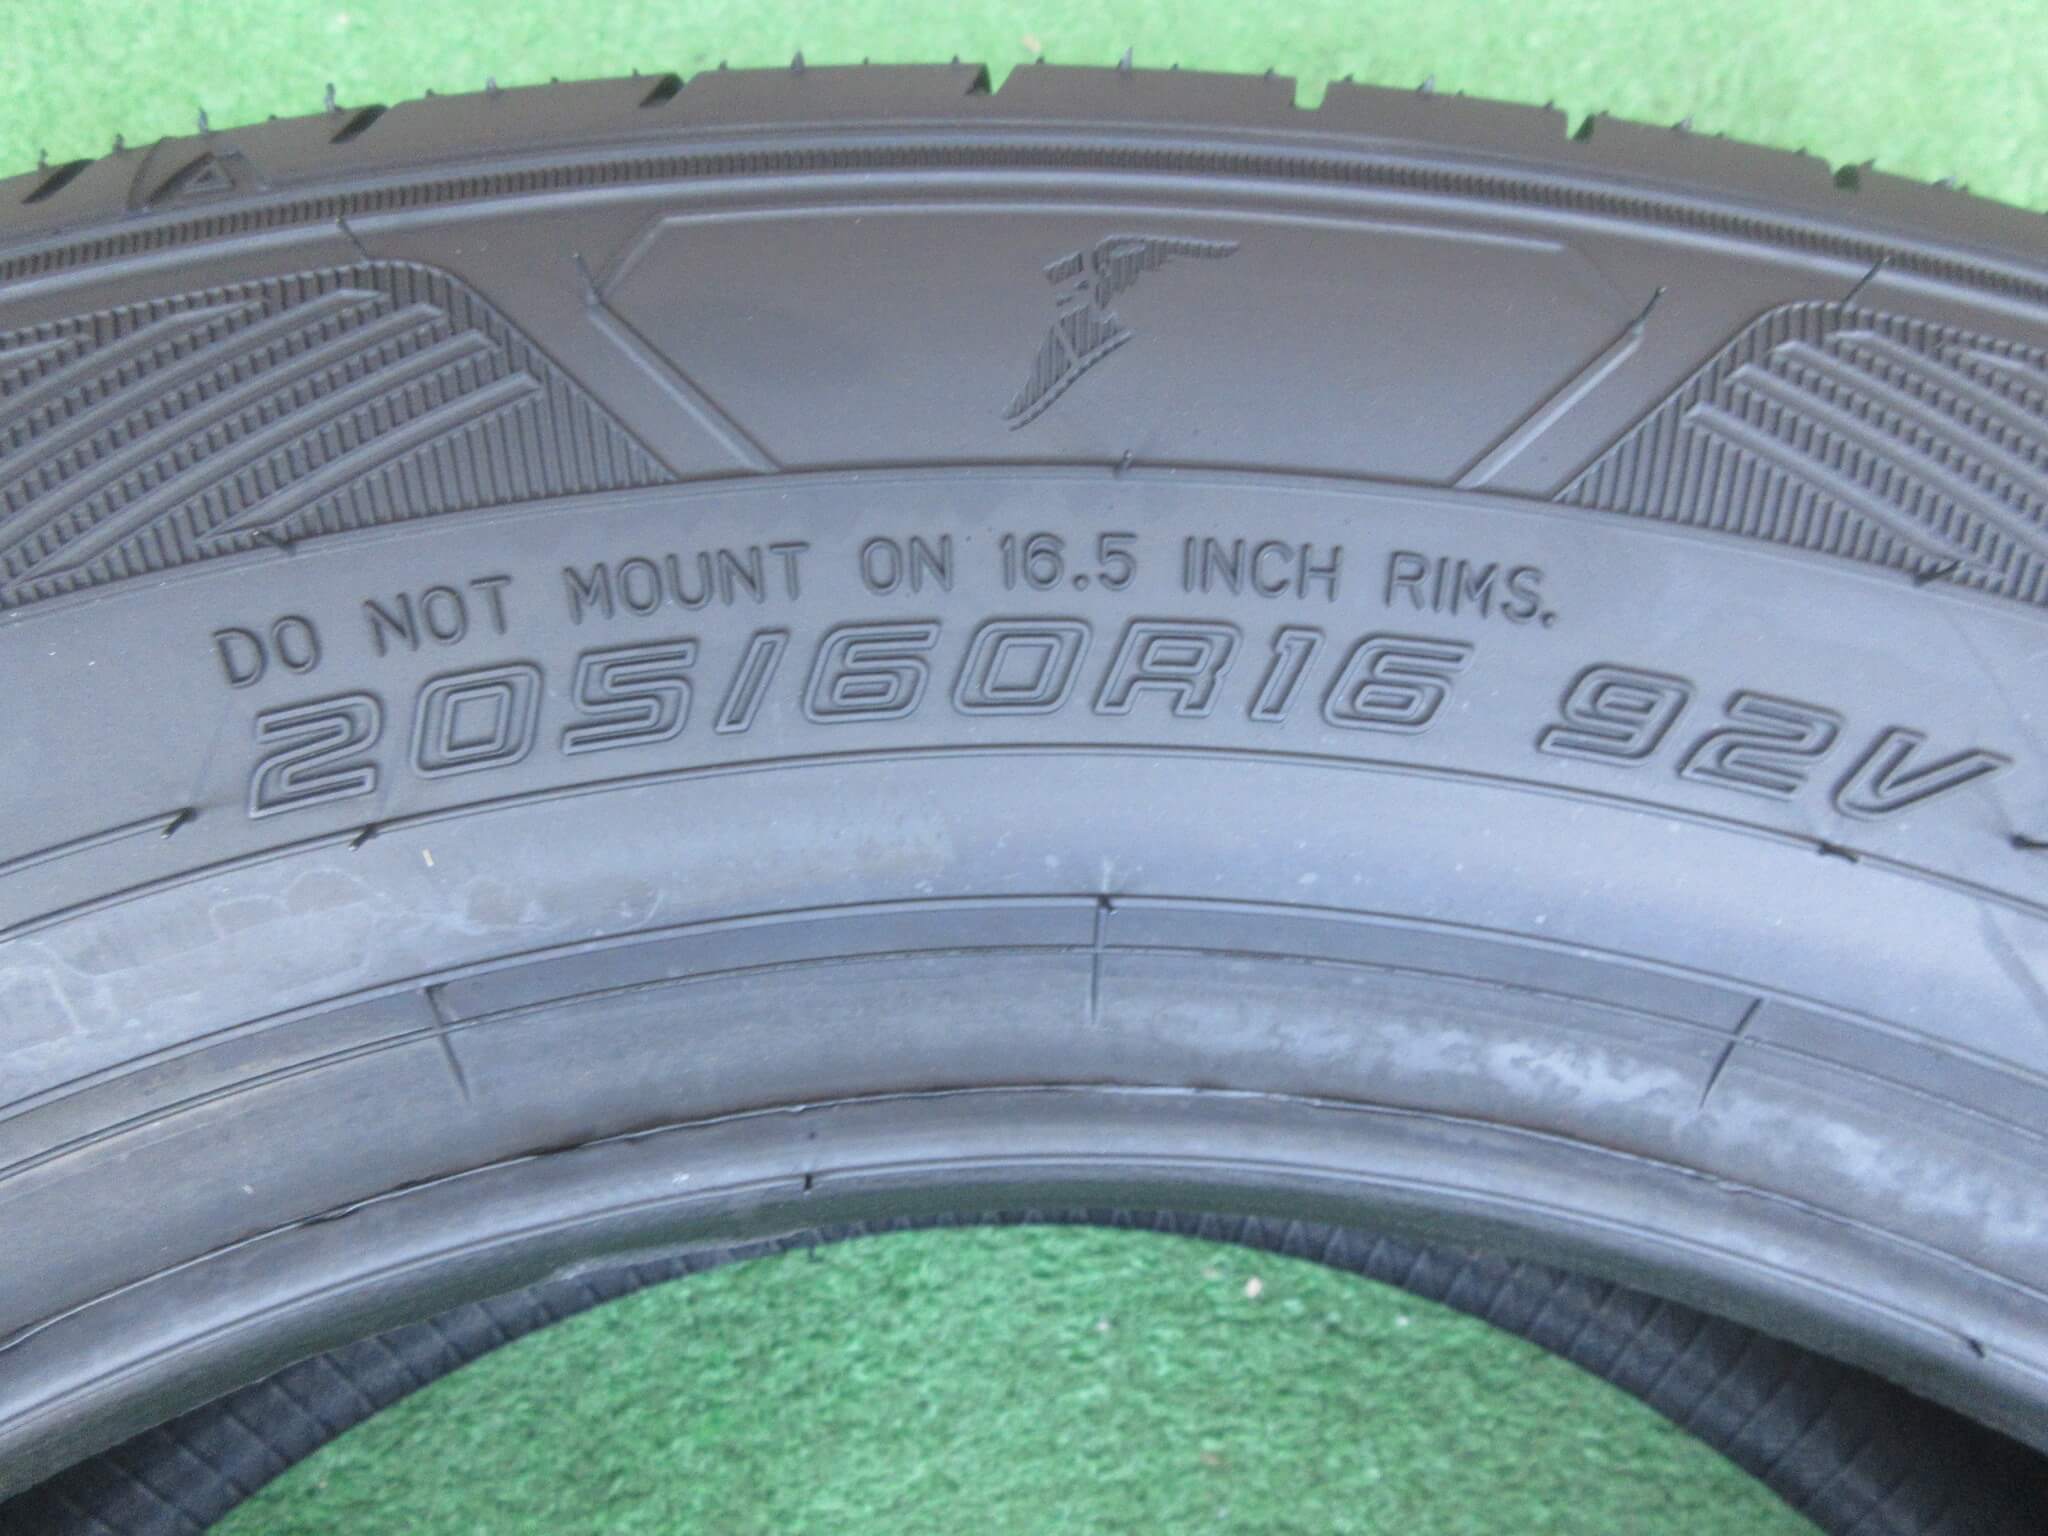 DO NOT MOUNT ON 16.5 INCH RIMS.
205/60R16 92V